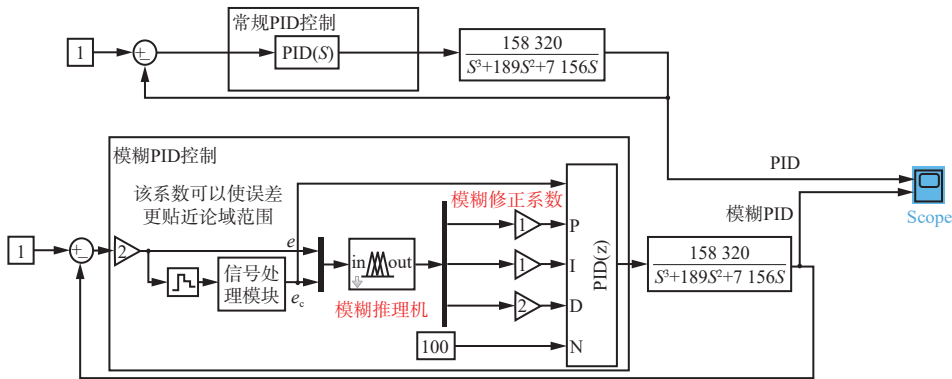 常规PID控制
1
+
−
PID(S)
158 320
S³+189S²+7 156S
PID
模糊PID
Scope
模糊PID控制
该系数可以使误差
更贴近论域范围
1
+
−
2
e
信号处
理模块
e_c
in
out
模糊推理机
模糊修正系数
1
P
1
I
2
D
100
N
PID(z)
158 320
S³+189S²+7 156S